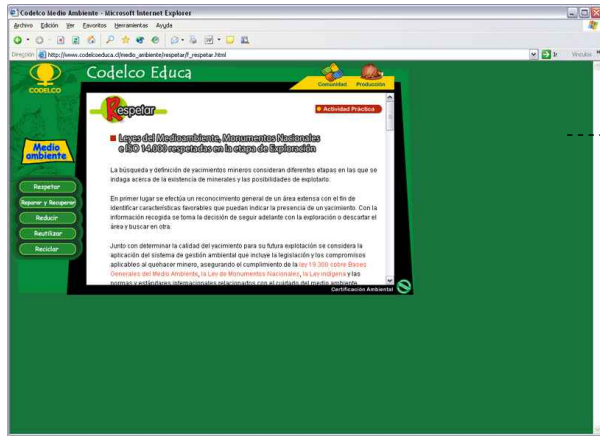 Codelco Medio Ambiente - Microsoft Internet Explorer
Archivo Edición Ver Favoritos Herramientas Ayuda
Dirección http://www.codelcoeduca.cl/medio_ambiente/respetar/f_respetar.html Ir Vínculos
CODELCO
Codelco Educa
Comunidad Producción
Respetar
Actividad Práctica
Leyes del Medioambiente, Monumentos Nacionales
e ISO 14.000 respetadas en la etapa de Exploración
Medio
ambiente
Respetar
Reparar y Recuperar
Reducir
Reutilizar
Reciclar
La búsqueda y definición de yacimientos mineros consideran diferentes etapas en las que se
indaga acerca de la existencia de minerales y las posibilidades de explotarlo.
En primer lugar se efectúa un reconocimiento general de un área extensa con el fin de
identificar características favorables que puedan indicar la presencia de un yacimiento. Con la
información recogida se toma la decisión de seguir adelante con la exploración o descartar el
área y buscar en otra.
Junto con determinar la calidad del yacimiento para su futura explotación se considera la
aplicación del sistema de gestión ambiental que incluye la legislación y los compromisos
aplicables al quehacer minero, asegurando el cumplimiento de la ley 19.300 sobre Bases
Generales del Medio Ambiente, la Ley de Monumentos Nacionales, la Ley indígena y las
normas y estándares internacionales relacionados con el cuidado del medio ambiente
Certificación Ambiental